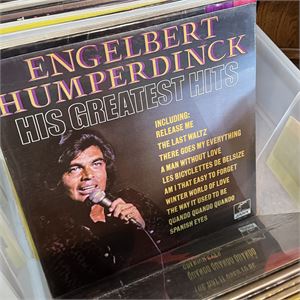 ENGELBERT
HUMPERDINCK
HIS GREATEST HITS
INCLUDING:
RELEASE ME
THE LAST WALTZ
THERE GOES MY EVERYTHING
A MAN WITHOUT LOVE
LES BICYCLETTES DE BELSIZE
AM I THAT EASY TO FORGET
WINTER WORLD OF LOVE
THE WAY IT USED TO BE
QUANDO QUANDO QUANDO
SPANISH EYES